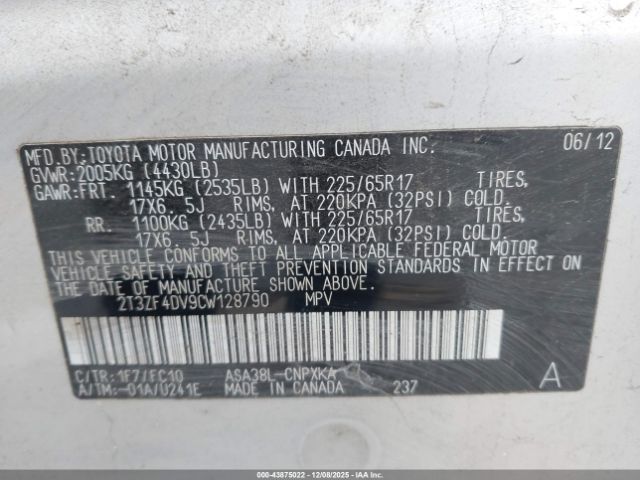 MFD.BY:TOYOTA MOTOR MANUFACTURING CANADA INC. 06/12
GVWR:2005KG (4430LB)
GAWR:FRT. 1145KG (2535LB) WITH 225/65R17 TIRES,
17X6. 5J RIMS, AT 220KPA (32PSI) COLD.
RR. 1100KG (2435LB) WITH 225/65R17 TIRES,
17X6. 5J RIMS, AT 220KPA (32PSI) COLD.
THIS VEHICLE CONFORMS TO ALL APPLICABLE FEDERAL MOTOR
VEHICLE SAFETY AND THEFT PREVENTION STANDARDS IN EFFECT ON
THE DATE OF MANUFACTURE SHOWN ABOVE.
2T3ZF4DV9CW128790 MPV
C/TR:1F7/FC10 ASA38L-CNPXKA
A/TM:-01A/U241E MADE IN CANADA 237 A
000-43875022 - 12/08/2025 - IAA Inc.